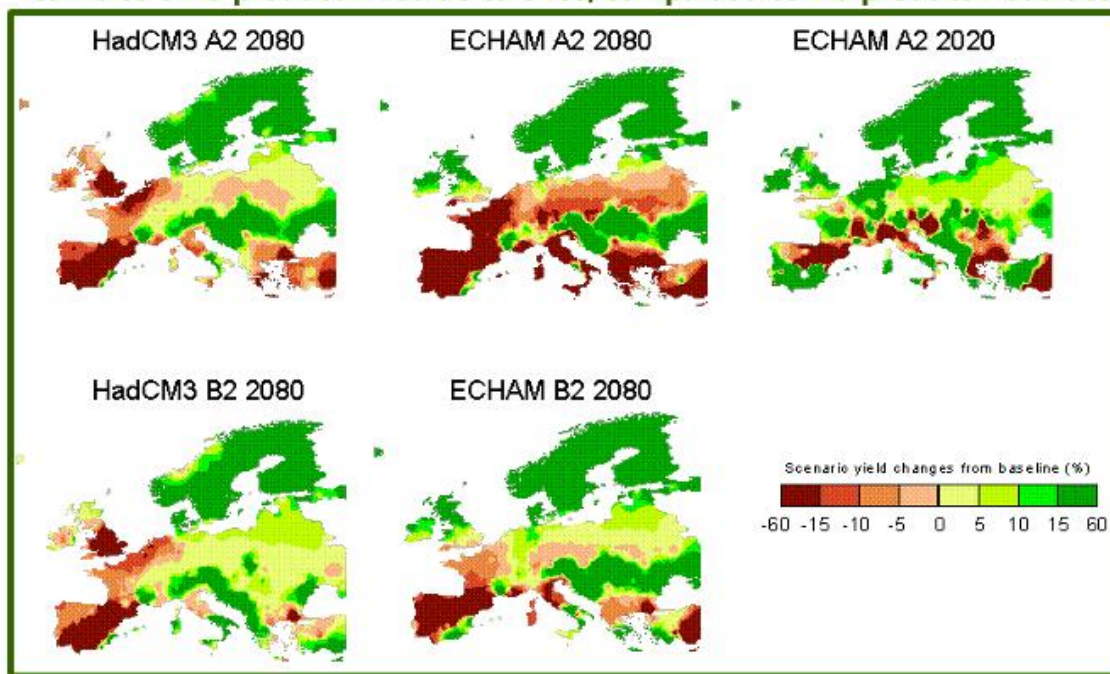 HadCM3 A2 2080
ECHAM A2 2080
ECHAM A2 2020
HadCM3 B2 2080
ECHAM B2 2080
Scenario yield changes from baseline (%)
-60 -15 -10 -5 0 5 10 15 60